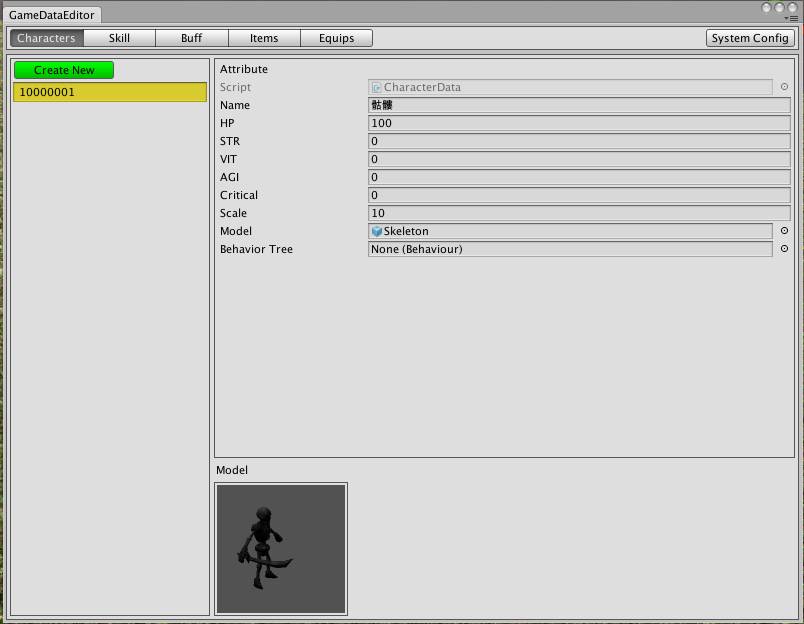 GameDataEditor
Characters Skill Buff Items Equips System Config
Create New
10000001
Attribute
Script CharacterData
Name 骷髏
HP 100
STR 0
VIT 0
AGI 0
Critical 0
Scale 10
Model Skeleton
Behavior Tree None (Behaviour)
Model